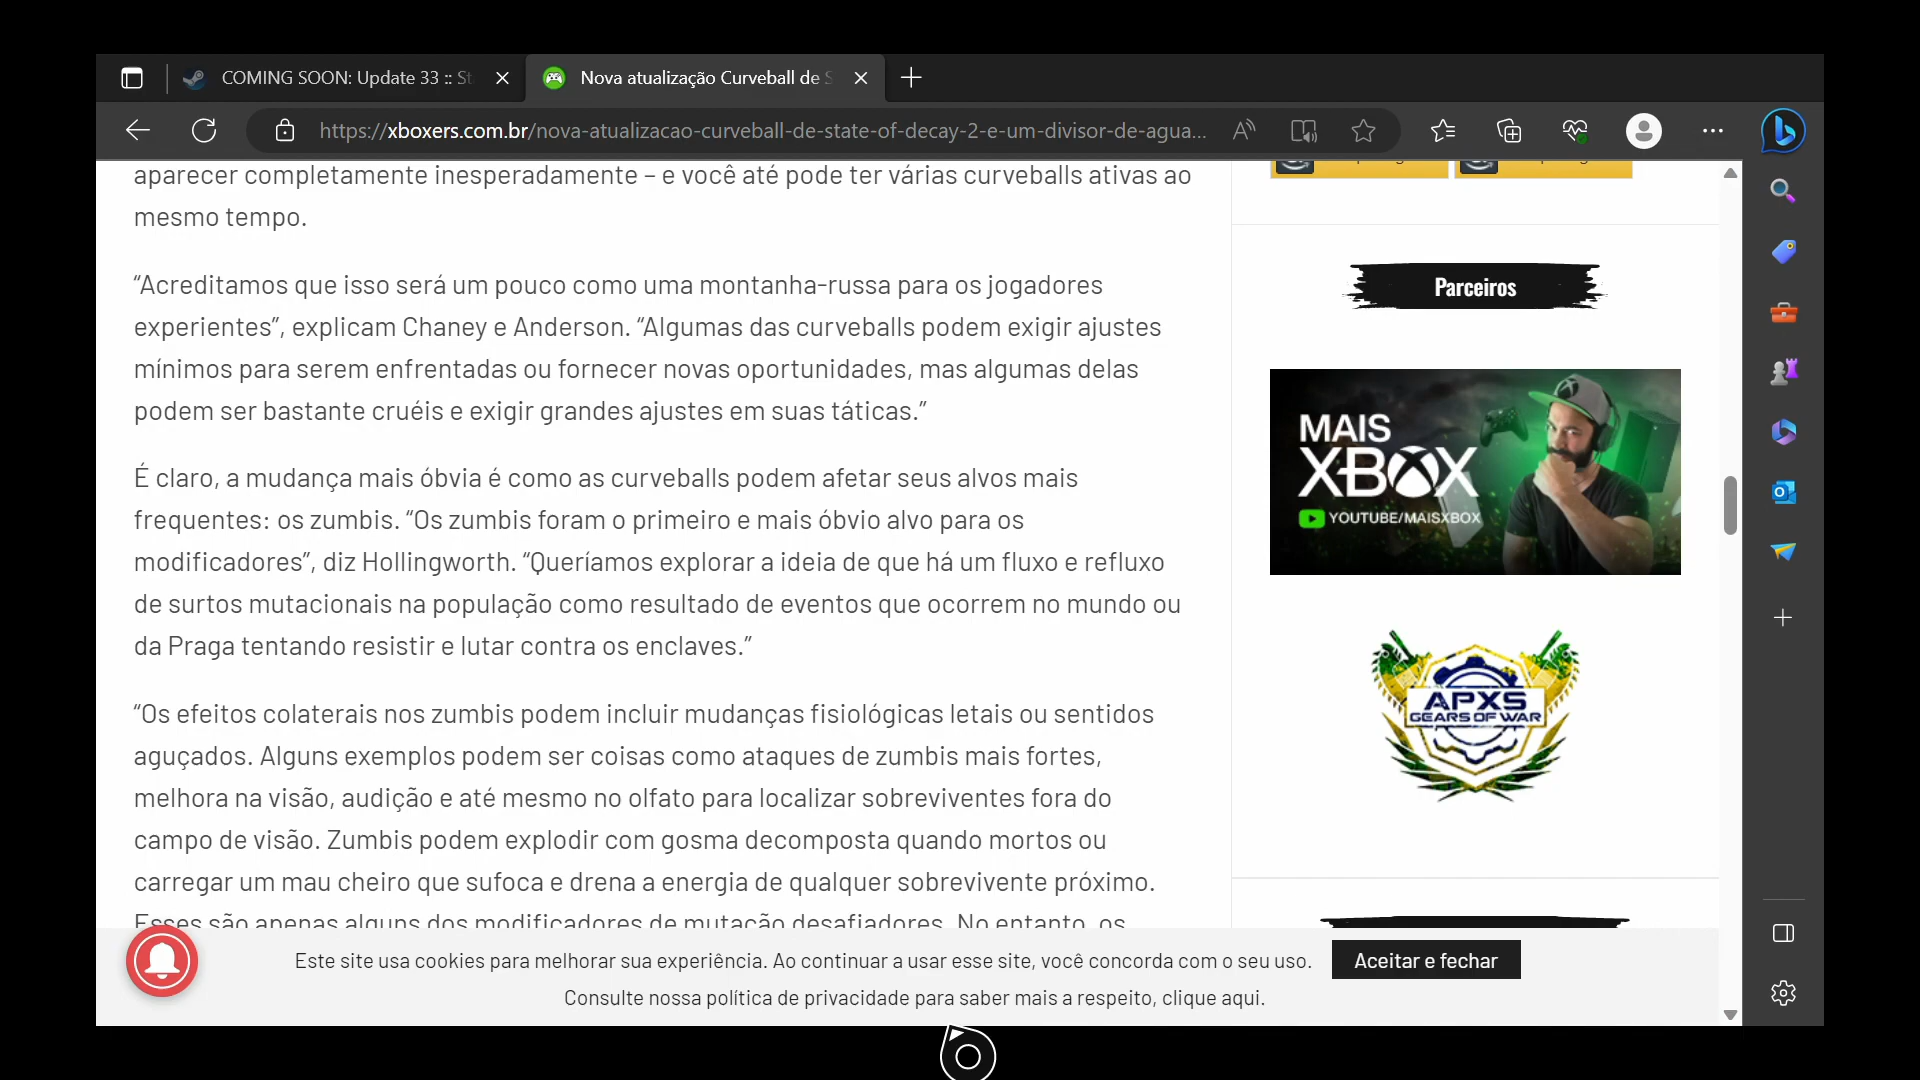 COMING SOON: Update 33 :: St
Nova atualização Curveball de S
https://xboxers.com.br/nova-atualizacao-curveball-de-state-of-decay-2-e-um-divisor-de-agua...
aparecer completamente inesperadamente – e você até pode ter várias curveballs ativas ao
mesmo tempo.
“Acreditamos que isso será um pouco como uma montanha-russa para os jogadores
experientes”, explicam Chaney e Anderson. “Algumas das curveballs podem exigir ajustes
mínimos para serem enfrentadas ou fornecer novas oportunidades, mas algumas delas
podem ser bastante cruéis e exigir grandes ajustes em suas táticas.”
É claro, a mudança mais óbvia é como as curveballs podem afetar seus alvos mais
frequentes: os zumbis. “Os zumbis foram o primeiro e mais óbvio alvo para os
modificadores”, diz Hollingworth. “Queríamos explorar a ideia de que há um fluxo e refluxo
de surtos mutacionais na população como resultado de eventos que ocorrem no mundo ou
da Praga tentando resistir e lutar contra os enclaves.”
“Os efeitos colaterais nos zumbis podem incluir mudanças fisiológicas letais ou sentidos
aguçados. Alguns exemplos podem ser coisas como ataques de zumbis mais fortes,
melhora na visão, audição e até mesmo no olfato para localizar sobreviventes fora do
campo de visão. Zumbis podem explodir com gosma decomposta quando mortos ou
carregar um mau cheiro que sufoca e drena a energia de qualquer sobrevivente próximo.
Esses são apenas alguns dos modificadores de mutação desafiadores. No entanto, os
Parceiros
MAIS
XBOX
YOUTUBE/MAISXBOX
APXS
GEARS OF WAR
Este site usa cookies para melhorar sua experiência. Ao continuar a usar esse site, você concorda com o seu uso.
Aceitar e fechar
Consulte nossa política de privacidade para saber mais a respeito, clique aqui.